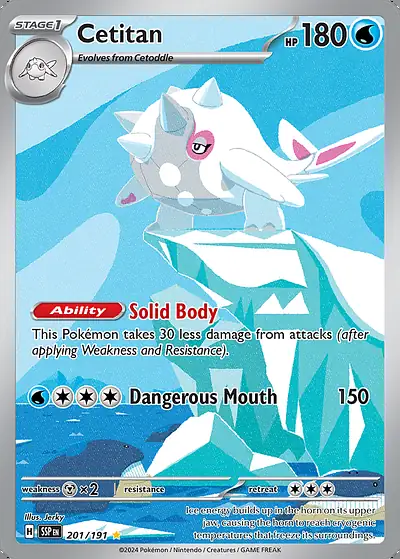 STAGE1
Cetitan
HP 180
Evolves from Cetoddle
Ability Solid Body
This Pokémon takes 30 less damage from attacks (after
applying Weakness and Resistance).
Dangerous Mouth 150
weakness ×2 resistance retreat
Illus. Jerky
H SSP EN 201/191
Ice energy builds up in the horn on its upper
jaw, causing the horn to reach cryogenic
temperatures that freeze its surroundings.
©2024 Pokémon / Nintendo / Creatures / GAME FREAK